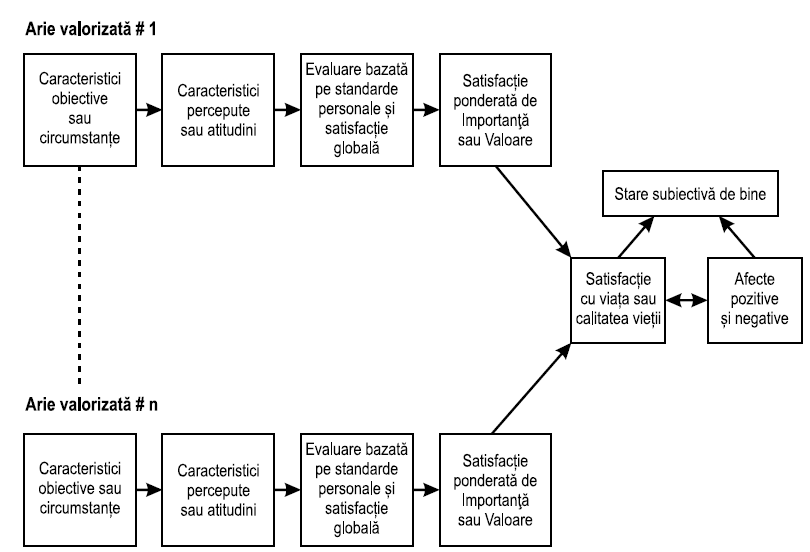 Arie valorizată # 1
Caracteristici
obiective
sau
circumstanțe
Caracteristici
percepute
sau atitudini
Evaluare bazată
pe standarde
personale și
satisfacție
globală
Satisfacție
ponderată de
Importanţă
sau Valoare
Stare subiectivă de bine
Satisfacție
cu viața sau
calitatea vieții
Afecte
pozitive
și negative
Arie valorizată # n
Caracteristici
obiective sau
circumstanțe
Caracteristici
percepute
sau atitudini
Evaluare bazată
pe standarde
personale și
satisfacție
globală
Satisfacție
ponderată de
Importanţă
sau Valoare